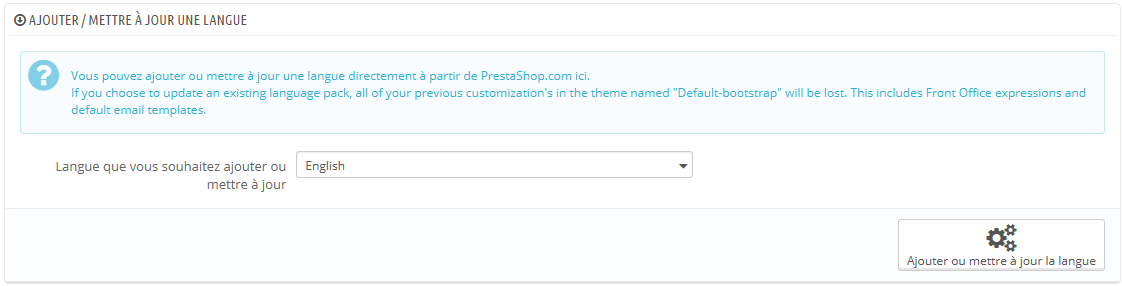 AJOUTER / METTRE À JOUR UNE LANGUE
Vous pouvez ajouter ou mettre à jour une langue directement à partir de PrestaShop.com ici.
If you choose to update an existing language pack, all of your previous customization's in the theme named "Default-bootstrap" will be lost. This includes Front Office expressions and
default email templates.
Langue que vous souhaitez ajouter ou
mettre à jour
English
Ajouter ou mettre à jour la langue